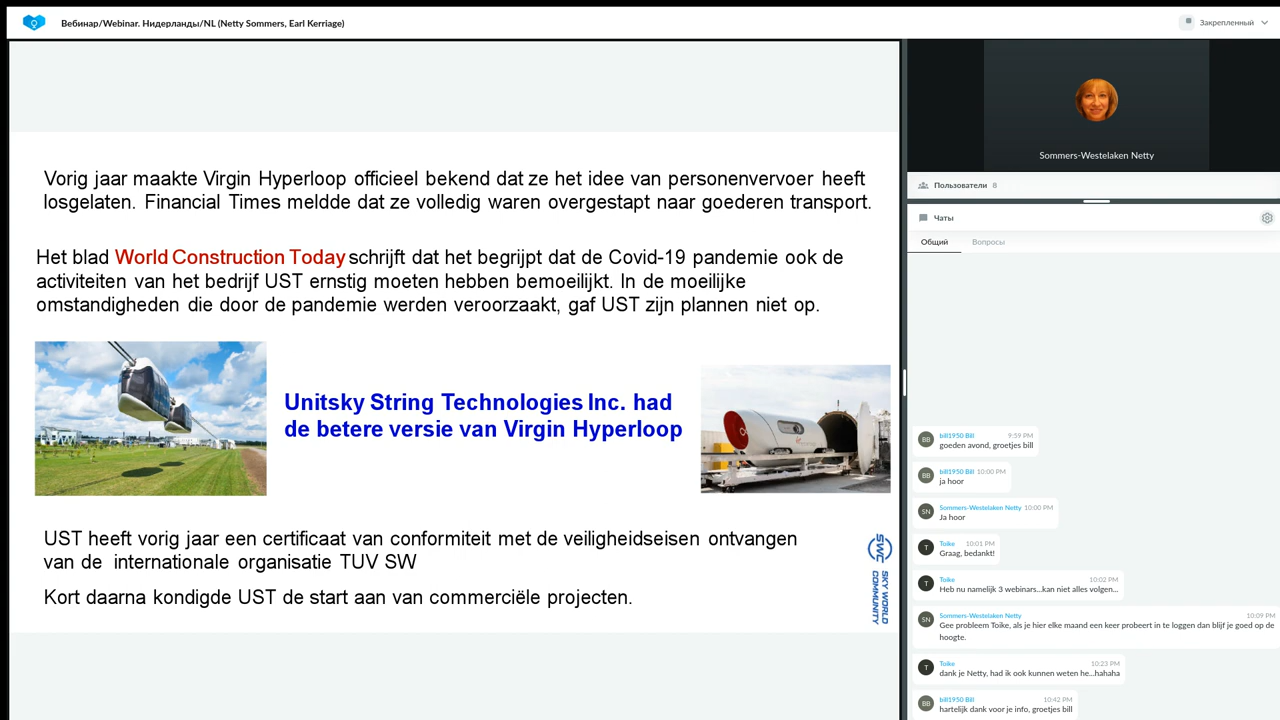 Вебинар/Webinar. Нидерланды/NL (Netty Sommers, Earl Kerriage)
Закрепленный
Vorig jaar maakte Virgin Hyperloop officieel bekend dat ze het idee van personenvervoer heeft
losgelaten. Financial Times meldde dat ze volledig waren overgestapt naar goederen transport.
Het blad World Construction Today schrijft dat het begrijpt dat de Covid-19 pandemie ook de
activiteiten van het bedrijf UST ernstig moeten hebben bemoeilijkt. In de moeilijke
omstandigheden die door de pandemie werden veroorzaakt, gaf UST zijn plannen niet op.
Unitsky String Technologies Inc. had
de betere versie van Virgin Hyperloop
UST heeft vorig jaar een certificaat van conformiteit met de veiligheidseisen ontvangen
van de internationale organisatie TUV SW
Kort daarna kondigde UST de start aan van commerciële projecten.
SWC
SKY WORLD
COMMUNITY
Sommers-Westelaken Netty
Пользователи 8
Чаты
Общий Вопросы
BB
bill1950 Bill 9:59 PM
goeden avond, groetjes bill
BB
bill1950 Bill 10:00 PM
ja hoor
SN
Sommers-Westelaken Netty 10:00 PM
Ja hoor
T
Toike 10:01 PM
Graag, bedankt!
T
Toike 10:02 PM
Heb nu namelijk 3 webinars...kan niet alles volgen...
SN
Sommers-Westelaken Netty 10:09 PM
Gee probleem Toike, als je hier elke maand een keer probeert in te loggen dan blijf je goed op de
hoogte.
T
Toike 10:23 PM
dank je Netty, had ik ook kunnen weten he...hahaha
BB
bill1950 Bill 10:42 PM
hartelijk dank voor je info, groetjes bill